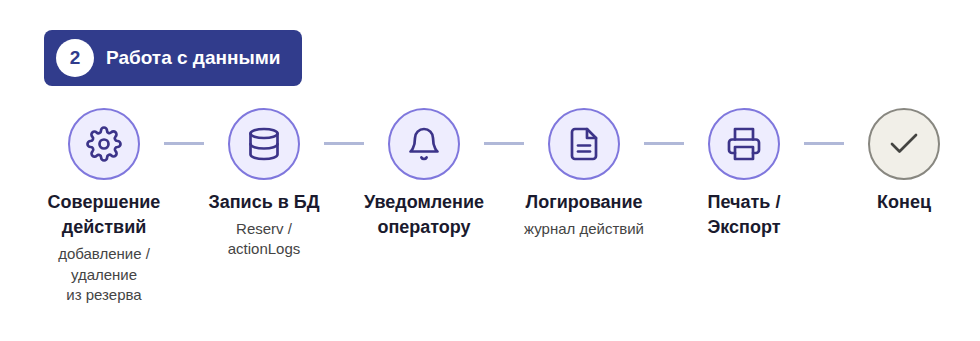 2 Работа с данными
Совершение
действий
добавление /
удаление
из резерва
Запись в БД
Reserv /
actionLogs
Уведомление
оператору
Логирование
журнал действий
Печать /
Экспорт
Конец